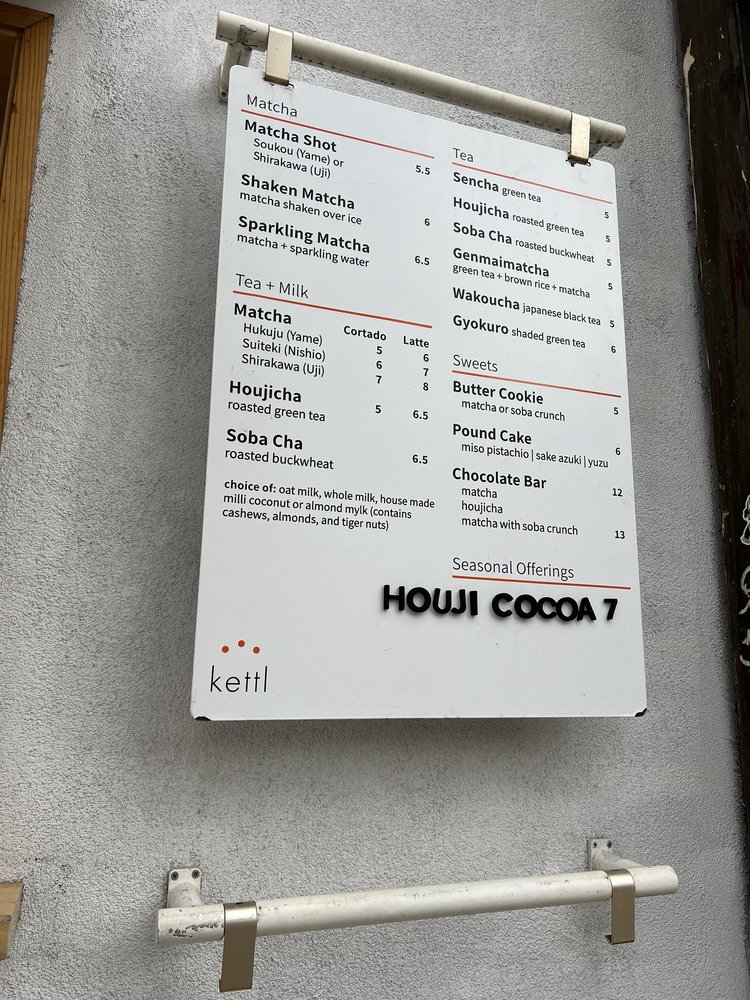 Matcha
Matcha Shot
Soukou (Yame) or
Shirakawa (Uji) 5.5
Shaken Matcha
matcha shaken over ice 6
Sparkling Matcha
matcha + sparkling water 6.5
Tea + Milk
Matcha Cortado Latte
Hukuju (Yame) 5 6
Suiteki (Nishio) 6 7
Shirakawa (Uji) 7 8
Houjicha
roasted green tea 5 6.5
Soba Cha
roasted buckwheat 6.5
choice of: oat milk, whole milk, house made
milli coconut or almond mylk (contains
cashews, almonds, and tiger nuts)
kettl
Tea
Sencha green tea 5
Houjicha roasted green tea 5
Soba Cha roasted buckwheat 5
Genmaimatcha
green tea + brown rice + matcha 5
Wakoucha japanese black tea 5
Gyokuro shaded green tea 6
Sweets
Butter Cookie 5
matcha or soba crunch
Pound Cake 6
miso pistachio | sake azuki | yuzu
Chocolate Bar 12
matcha
houjicha
matcha with soba crunch 13
Seasonal Offerings
HOUJI COCOA 7